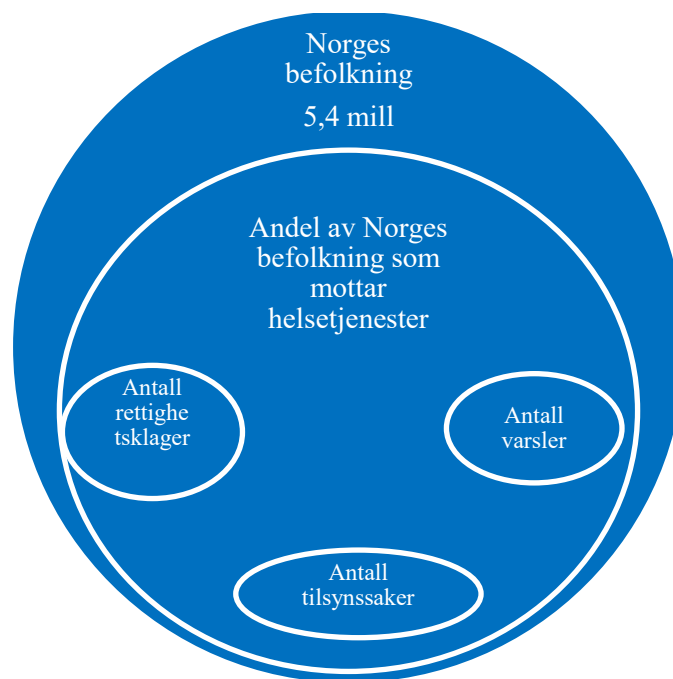 Norges
befolkning
5,4 mill
Andel av Norges
befolkning som
mottar
helsetjenester
Antall
rettighe
tsklager
Antall
varsler
Antall
tilsynssaker